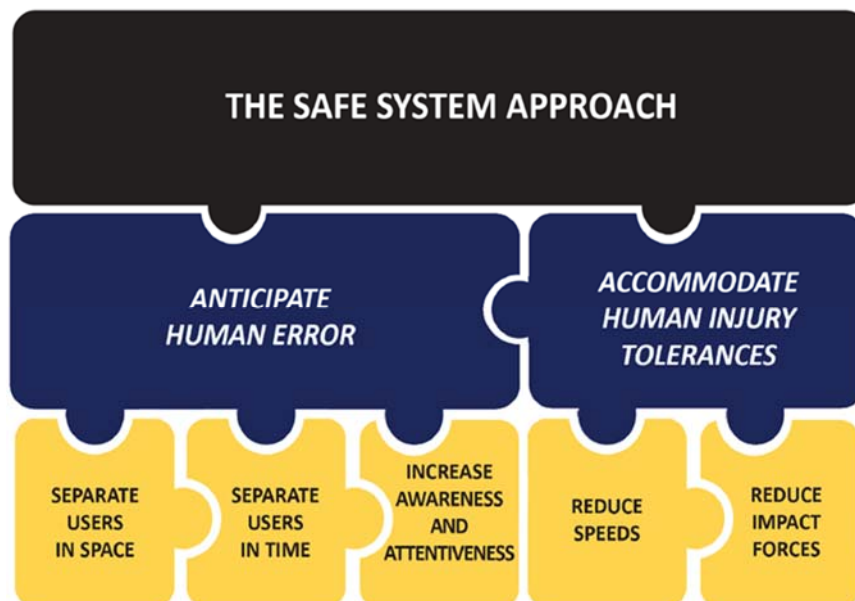 THE SAFE SYSTEM APPROACH
ANTICIPATE
HUMAN ERROR
ACCOMMODATE
HUMAN INJURY
TOLERANCES
SEPARATE
USERS
IN SPACE
SEPARATE
USERS
IN TIME
INCREASE
AWARENESS
AND
ATTENTIVENESS
REDUCE
SPEEDS
REDUCE
IMPACT
FORCES